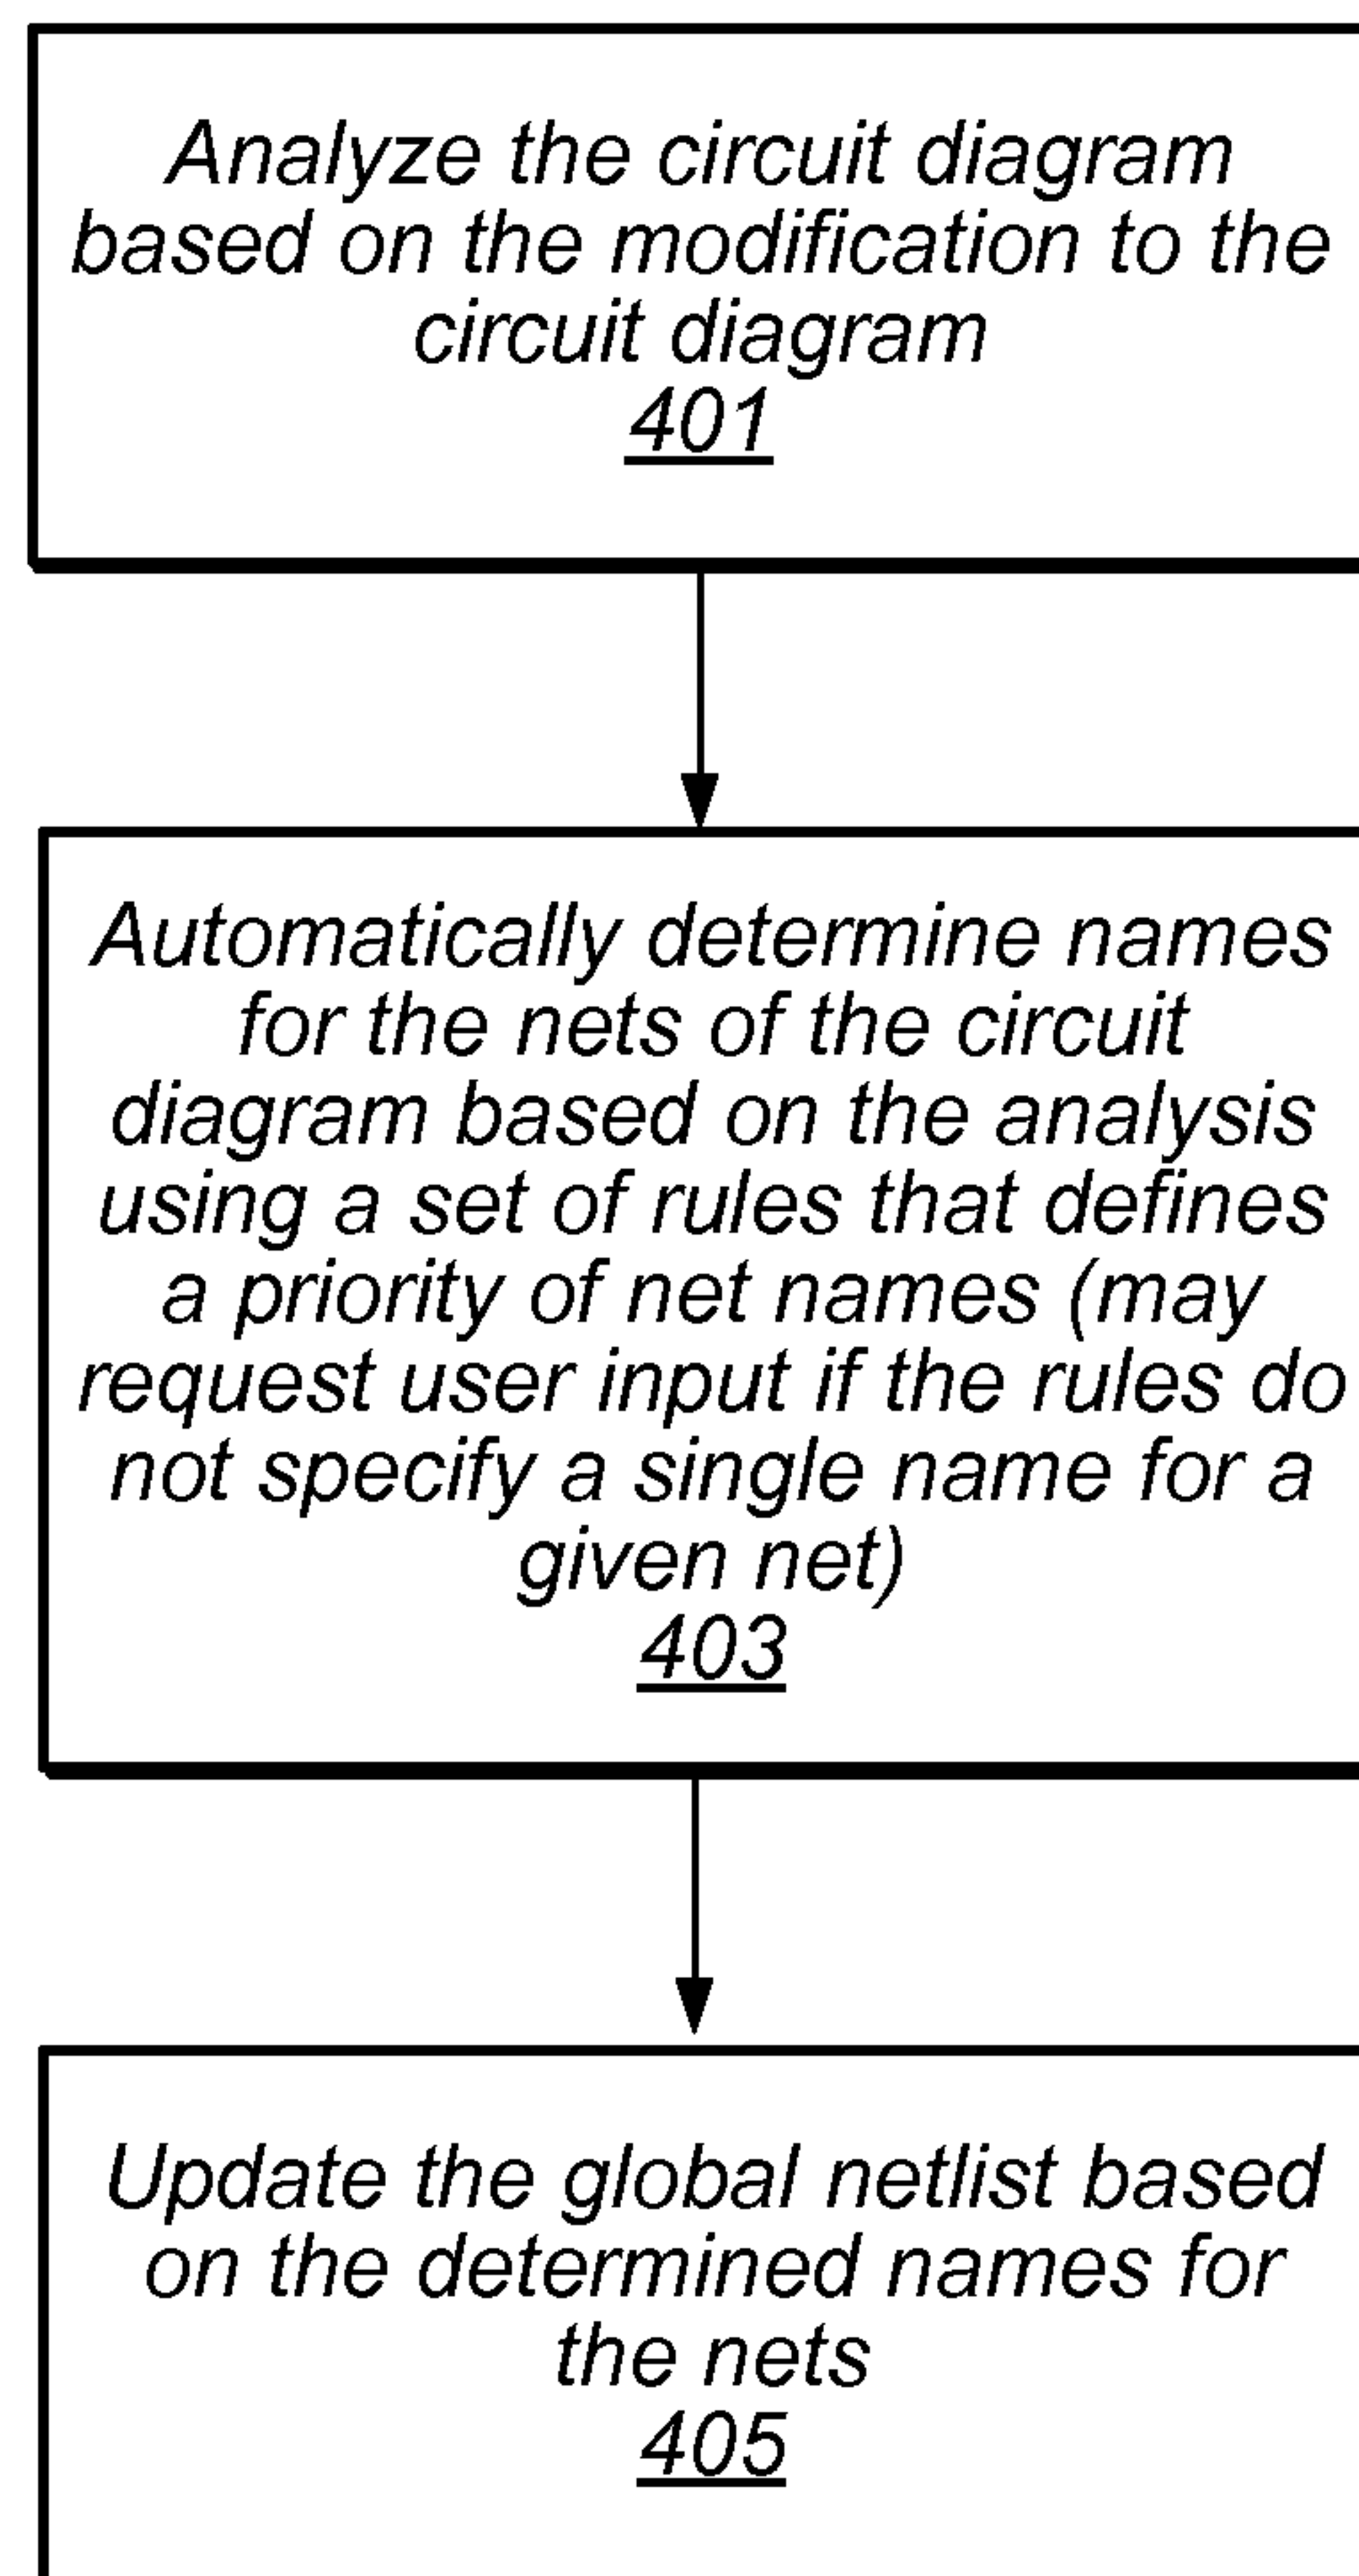 Analyze the circuit diagram
based on the modification to the
circuit diagram
401
Automatically determine names
for the nets of the circuit
diagram based on the analysis
using a set of rules that defines
a priority of net names (may
request user input if the rules do
not specify a single name for a
given net)
403
Update the global netlist based
on the determined names for
the nets
405